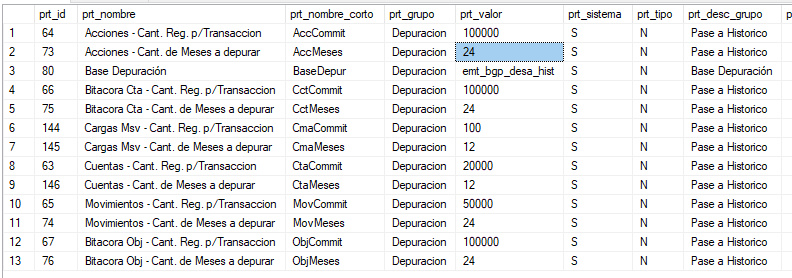 prt_id prt_nombre prt_nombre_corto prt_grupo prt_valor prt_sistema prt_tipo prt_desc_grupo
1 64 Acciones - Cant. Reg. p/Transaccion AccCommit Depuracion 100000 S N Pase a Historico
2 73 Acciones - Cant. de Meses a depurar AccMeses Depuracion 24 S N Pase a Historico
3 80 Base Depuración BaseDepur Depuracion emt_bgp_desa_hist S N Base Depuración
4 66 Bitacora Cta - Cant. Reg. p/Transaccion CctCommit Depuracion 100000 S N Pase a Historico
5 75 Bitacora Cta - Cant. de Meses a depurar CctMeses Depuracion 24 S N Pase a Historico
6 144 Cargas Msv - Cant. Reg. p/Transaccion CmaCommit Depuracion 100 S N Pase a Historico
7 145 Cargas Msv - Cant. de Meses a depurar CmaMeses Depuracion 12 S N Pase a Historico
8 63 Cuentas - Cant. Reg. p/Transaccion CtaCommit Depuracion 20000 S N Pase a Historico
9 146 Cuentas - Cant. de Meses a depurar CtaMeses Depuracion 12 S N Pase a Historico
10 65 Movimientos - Cant. Reg. p/Transaccion MovCommit Depuracion 50000 S N Pase a Historico
11 74 Movimientos - Cant. de Meses a depurar MovMeses Depuracion 24 S N Pase a Historico
12 67 Bitacora Obj - Cant. Reg. p/Transaccion ObjCommit Depuracion 100000 S N Pase a Historico
13 76 Bitacora Obj - Cant. de Meses a depurar ObjMeses Depuracion 24 S N Pase a Historico